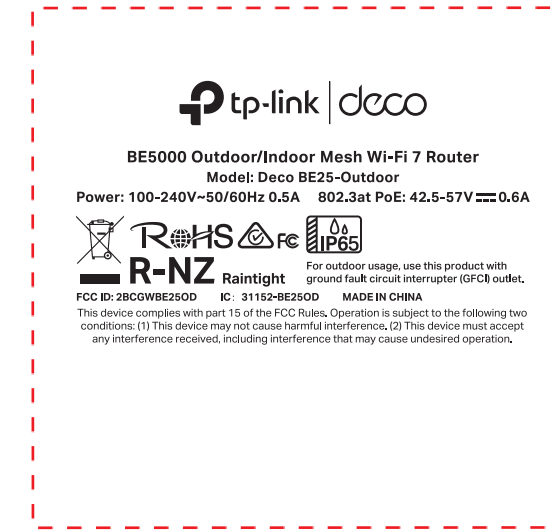 tp-link | deco
BE5000 Outdoor/Indoor Mesh Wi-Fi 7 Router
Model: Deco BE25-Outdoor
Power: 100-240V~50/60Hz 0.5A 802.3at PoE: 42.5-57V⎓0.6A
RoHS FC IP65
R-NZ Raintight
For outdoor usage, use this product with
ground fault circuit interrupter (GFCI) outlet.
FCC ID: 2BCGWBE25OD IC: 31152-BE25OD MADE IN CHINA
This device complies with part 15 of the FCC Rules. Operation is subject to the following two
conditions: (1) This device may not cause harmful interference. (2) This device must accept
any interference received, including interference that may cause undesired operation.